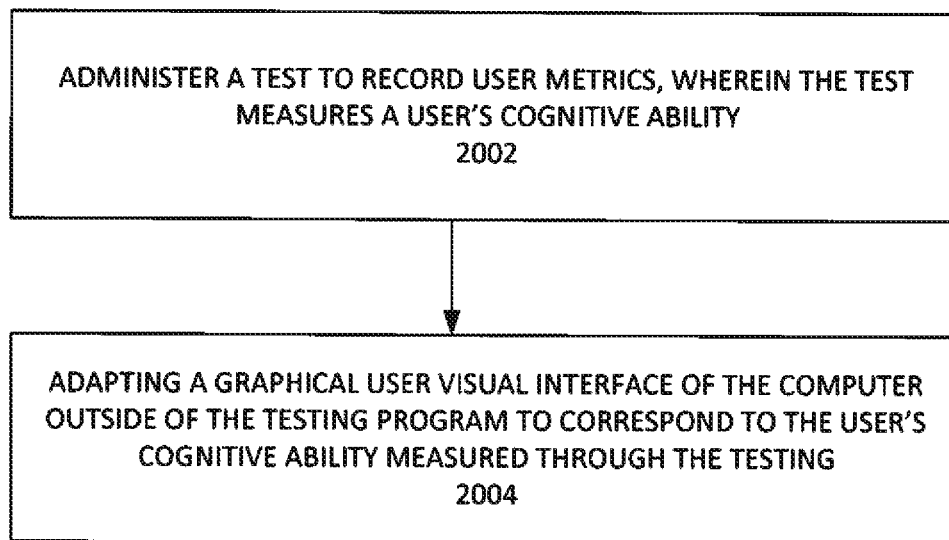 ADMINISTER A TEST TO RECORD USER METRICS, WHEREIN THE TEST
MEASURES A USER'S COGNITIVE ABILITY
2002
ADAPTING A GRAPHICAL USER VISUAL INTERFACE OF THE COMPUTER
OUTSIDE OF THE TESTING PROGRAM TO CORRESPOND TO THE USER'S
COGNITIVE ABILITY MEASURED THROUGH THE TESTING
2004